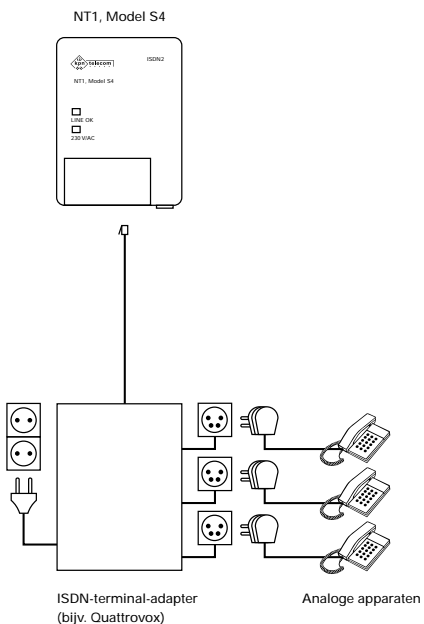 NT1, Model S4
kpn telecom
ISDN2
NT1, Model S4
LINE OK
230 V/AC
ISDN-terminal-adapter
(bijv. Quattrovox)
Analoge apparaten